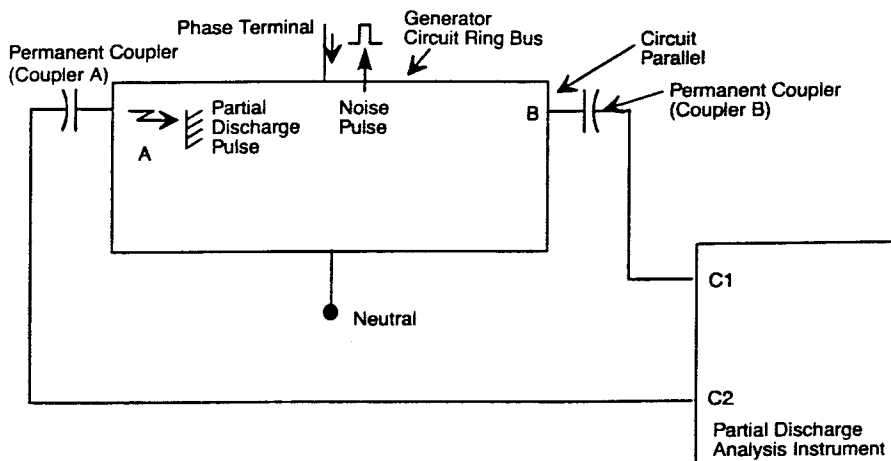 Phase Terminal
Generator
Circuit Ring Bus
Circuit
Parallel
Permanent Coupler
(Coupler A)
Permanent Coupler
(Coupler B)
Partial
Discharge
Pulse
Noise
Pulse
A
B
C1
Neutral
C2
Partial Discharge
Analysis Instrument